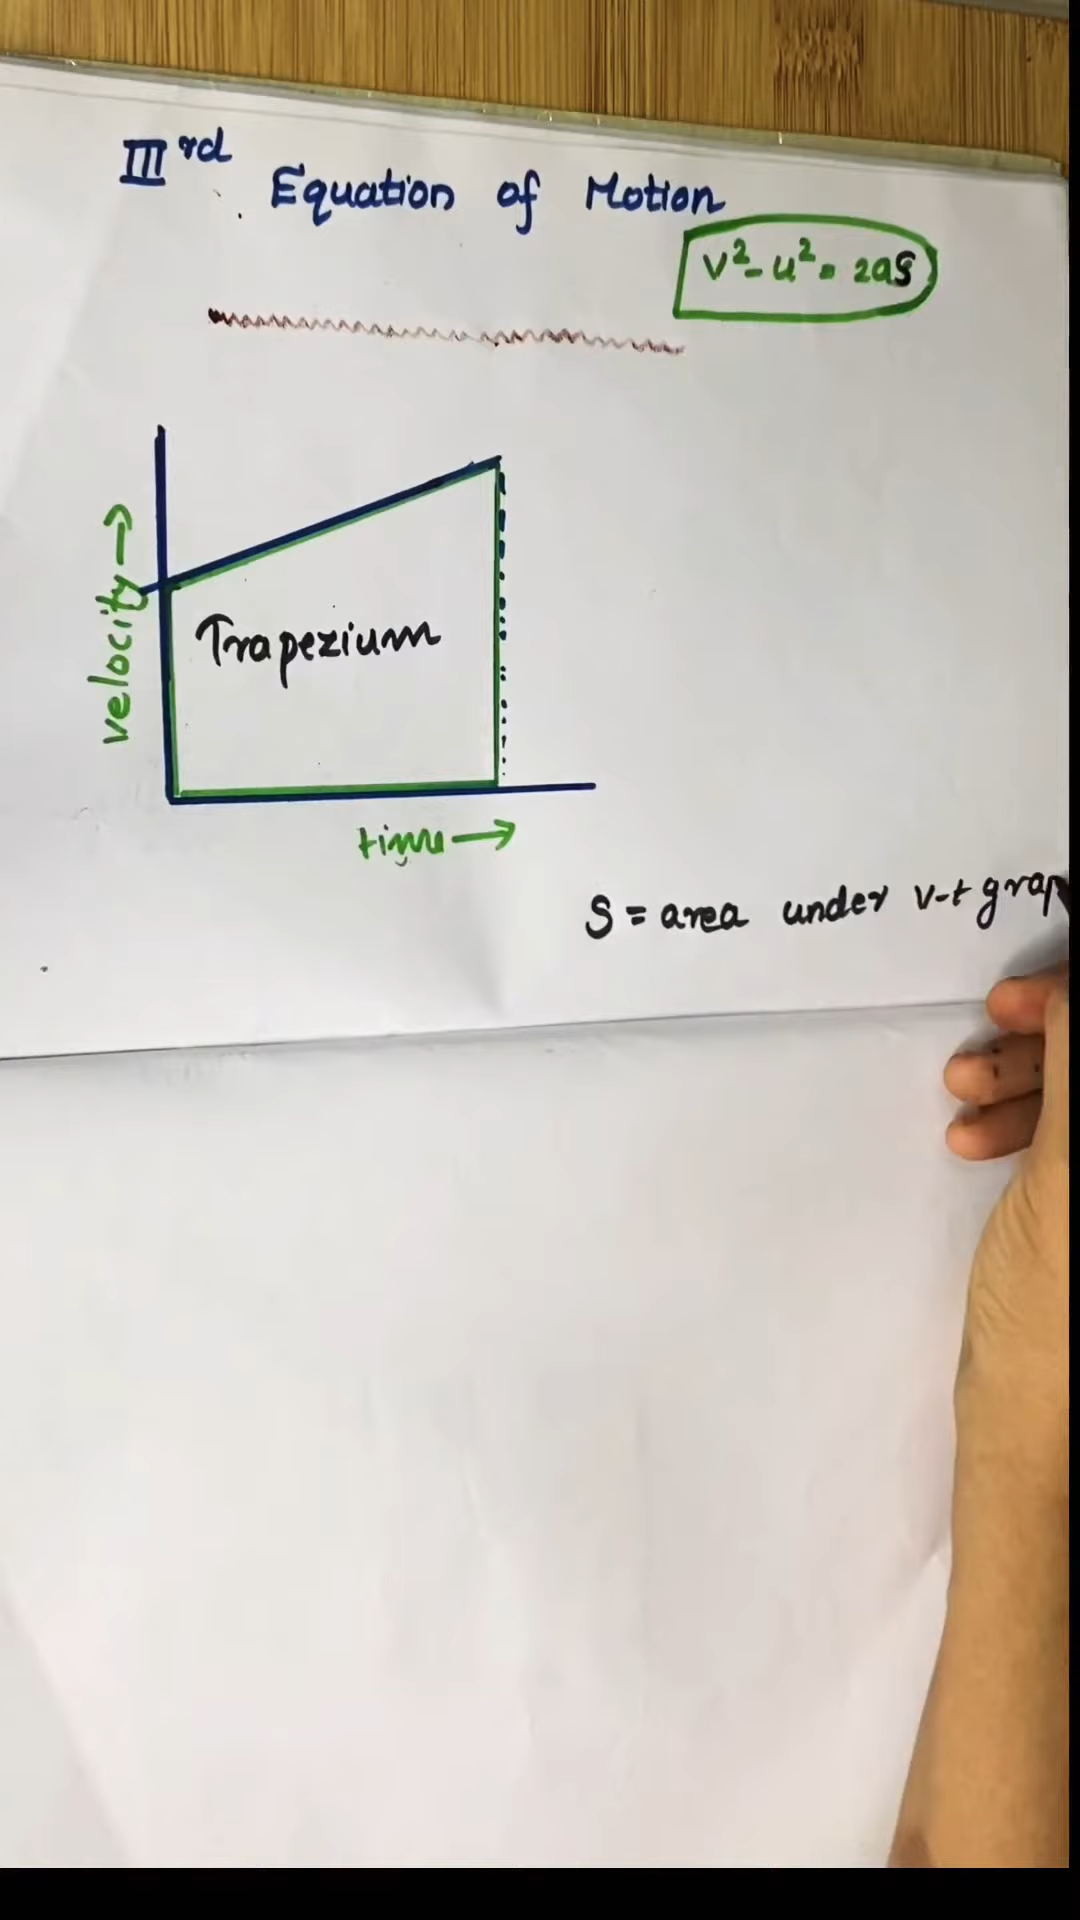 IIIrd Equation of Motion
v²-u² = 2as
velocity →
Trapezium
time →
S = area under v-t grap